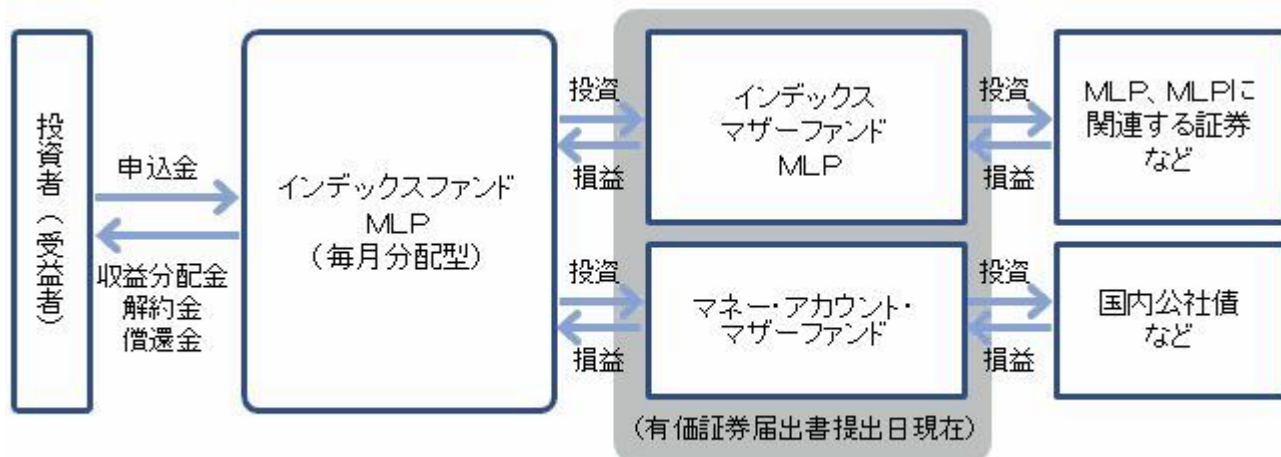 投資者（受益者）
申込金
収益分配金
解約金
償還金
インデックスファンド
MLP
（毎月分配型）
投資
損益
インデックス
マザーファンド
MLP
投資
損益
MLP、MLPに
関連する証券
など
投資
損益
マネー・アカウント・
マザーファンド
投資
損益
国内公社債
など
（有価証券届出書提出日現在）